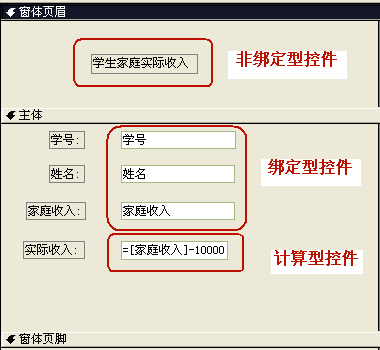 窗体页眉
学生家庭实际收入 非绑定型控件
主体
学号: 学号
姓名: 姓名 绑定型控件
家庭收入: 家庭收入
实际收入: =[家庭收入]-10000 计算型控件
窗体页脚